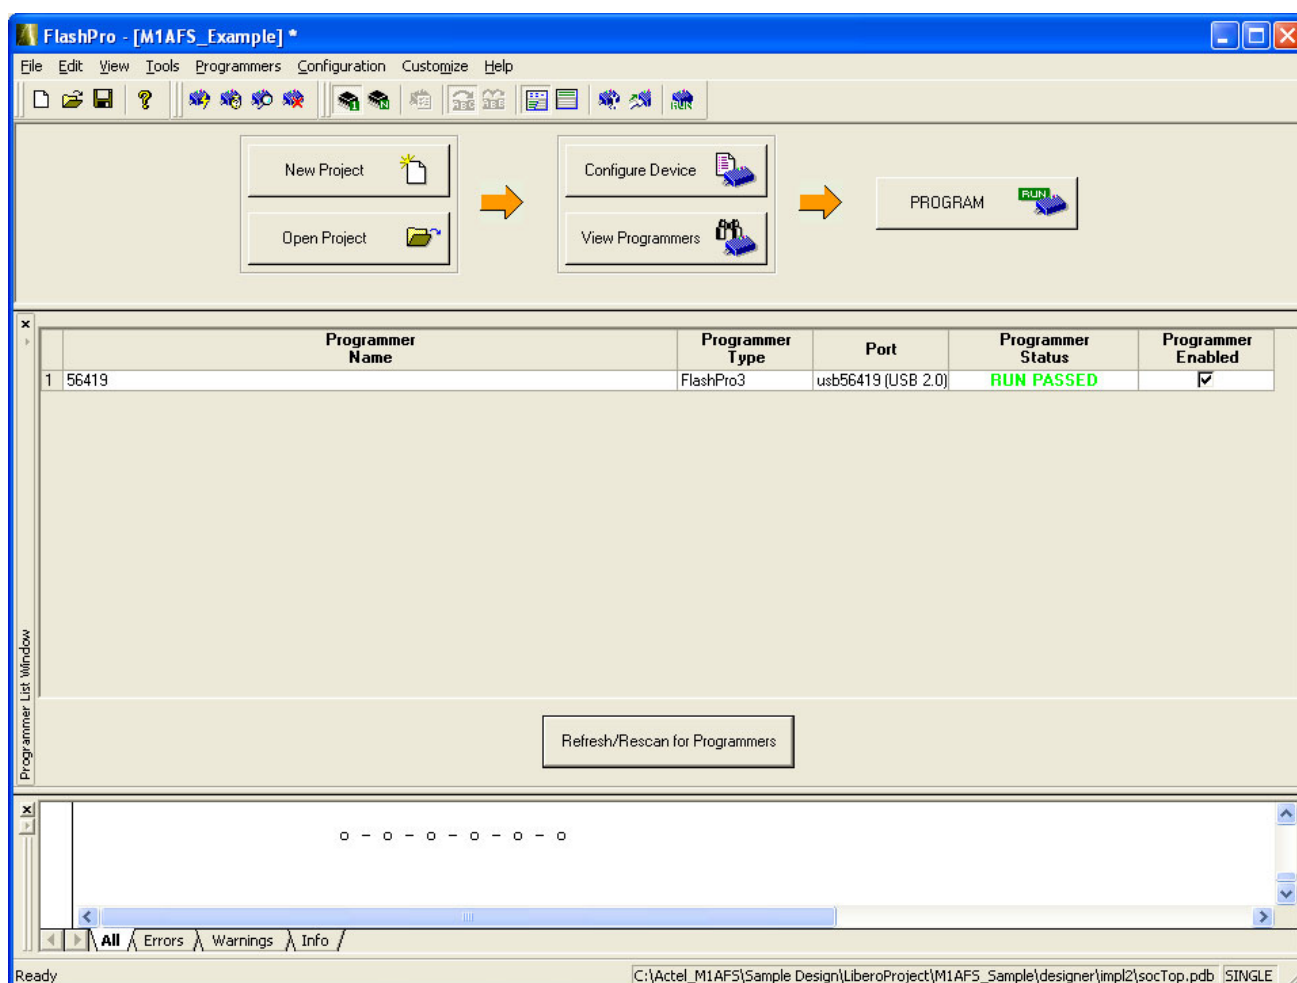 FlashPro - [M1AFS_Example] *
File Edit View Tools Programmers Configuration Customize Help
New Project
Configure Device
RUN
PROGRAM
Open Project
View Programmers
Programmer Name
Programmer Type
Port
Programmer Status
Programmer Enabled
1 56419 FlashPro3 usb56419 (USB 2.0) RUN PASSED
Programmer List Window
Refresh/Rescan for Programmers
o - o - o - o - o - o
All Errors Warnings Info
Ready C:\Actel_M1AFS\Sample Design\LiberoProject\M1AFS_Sample\designer\impl2\socTop.pdb SINGLE